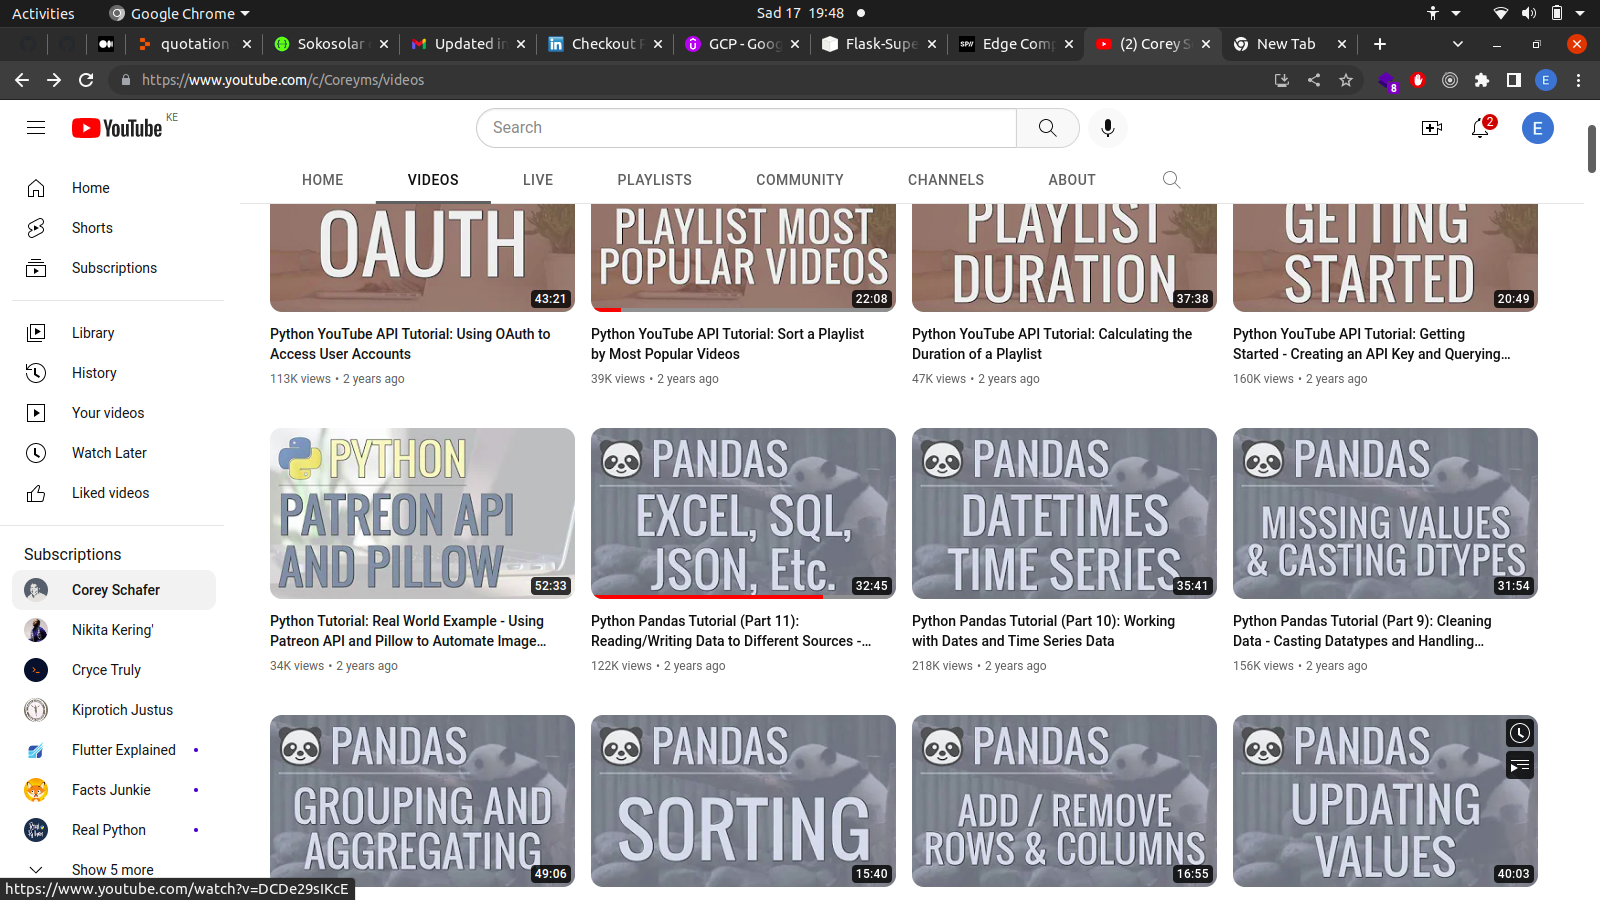 Activities
Google Chrome
Sad 17 19:48
quotation
Sokosolar
Updated in
Checkout
GCP - Goog
Flask-Supe
SP//
Edge Comp
(2) Corey S
New Tab
https://www.youtube.com/c/Coreyms/videos
8
E
YouTube KE
Search
2
E
HOME
VIDEOS
LIVE
PLAYLISTS
COMMUNITY
CHANNELS
ABOUT
Home
Shorts
Subscriptions
Library
History
Your videos
Watch Later
Liked videos
Subscriptions
Corey Schafer
Nikita Kering'
Cryce Truly
Kiprotich Justus
Flutter Explained
Facts Junkie
Real Python
Show 5 more
OAUTH
43:21
Python YouTube API Tutorial: Using OAuth to
Access User Accounts
113K views • 2 years ago
PLAYLIST MOST
POPULAR VIDEOS
22:08
Python YouTube API Tutorial: Sort a Playlist
by Most Popular Videos
39K views • 2 years ago
PLAYLIST
DURATION
37:38
Python YouTube API Tutorial: Calculating the
Duration of a Playlist
47K views • 2 years ago
GETTING
STARTED
20:49
Python YouTube API Tutorial: Getting
Started - Creating an API Key and Querying...
160K views • 2 years ago
PYTHON
PATREON API
AND PILLOW
52:33
Python Tutorial: Real World Example - Using
Patreon API and Pillow to Automate Image...
34K views • 2 years ago
PANDAS
EXCEL, SQL,
JSON, Etc.
32:45
Python Pandas Tutorial (Part 11):
Reading/Writing Data to Different Sources -...
122K views • 2 years ago
PANDAS
DATETIMES
TIME SERIES
35:41
Python Pandas Tutorial (Part 10): Working
with Dates and Time Series Data
218K views • 2 years ago
PANDAS
MISSING VALUES
& CASTING DTYPES
31:54
Python Pandas Tutorial (Part 9): Cleaning
Data - Casting Datatypes and Handling...
156K views • 2 years ago
PANDAS
GROUPING AND
AGGREGATING
49:06
PANDAS
SORTING
15:40
PANDAS
ADD / REMOVE
ROWS & COLUMNS
16:55
PANDAS
UPDATING
VALUES
40:03
https://www.youtube.com/watch?v=DCDe29sIKcE